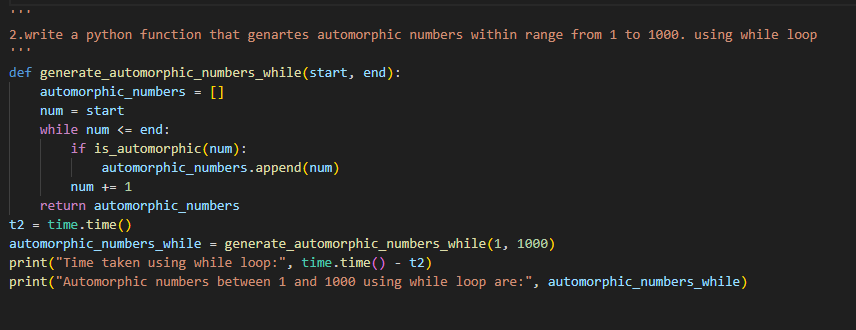 '''
2.write a python function that genartes automorphic numbers within range from 1 to 1000. using while loop
'''
def generate_automorphic_numbers_while(start, end):
    automorphic_numbers = []
    num = start
    while num <= end:
        if is_automorphic(num):
            automorphic_numbers.append(num)
        num += 1
    return automorphic_numbers
t2 = time.time()
automorphic_numbers_while = generate_automorphic_numbers_while(1, 1000)
print("Time taken using while loop:", time.time() - t2)
print("Automorphic numbers between 1 and 1000 using while loop are:", automorphic_numbers_while)